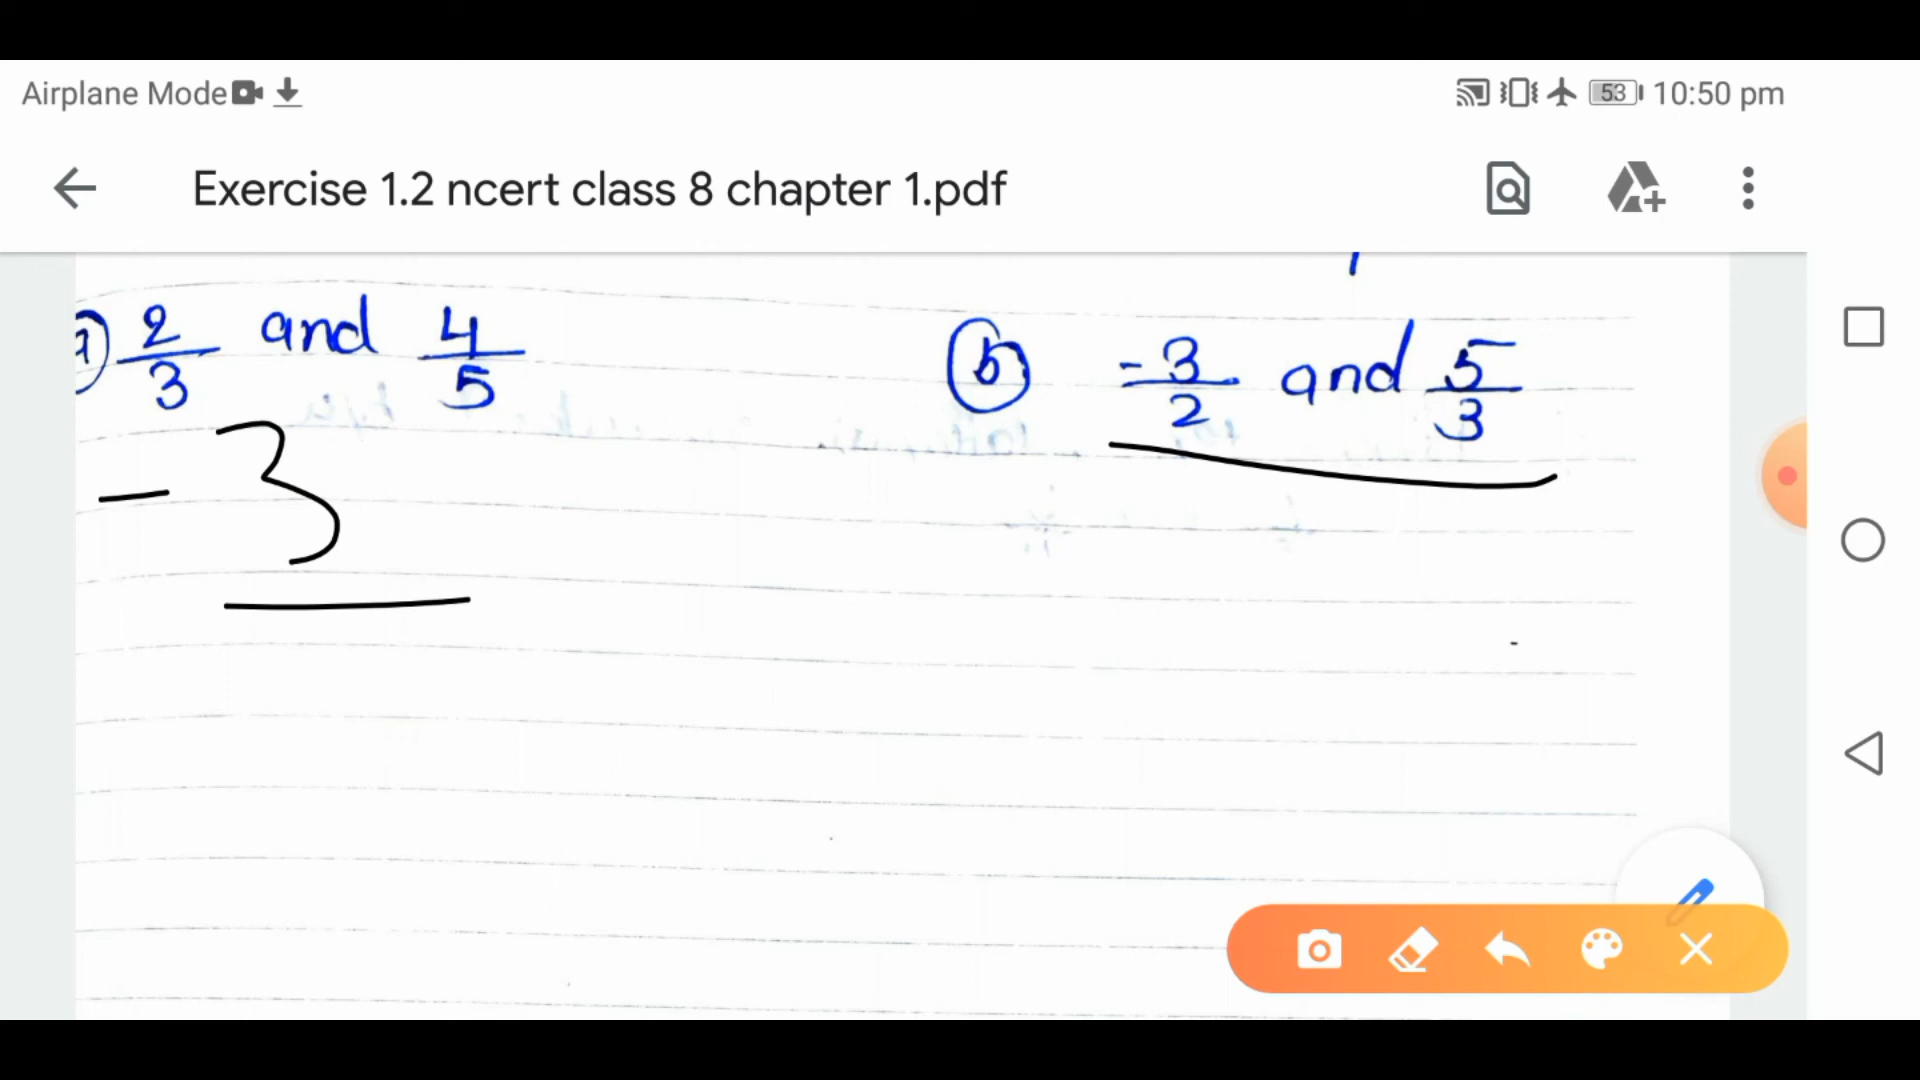 Airplane Mode 53 10:50 pm
Exercise 1.2 ncert class 8 chapter 1.pdf
a) 2/3 and 4/5 (b) -3/2 and 5/3
-3